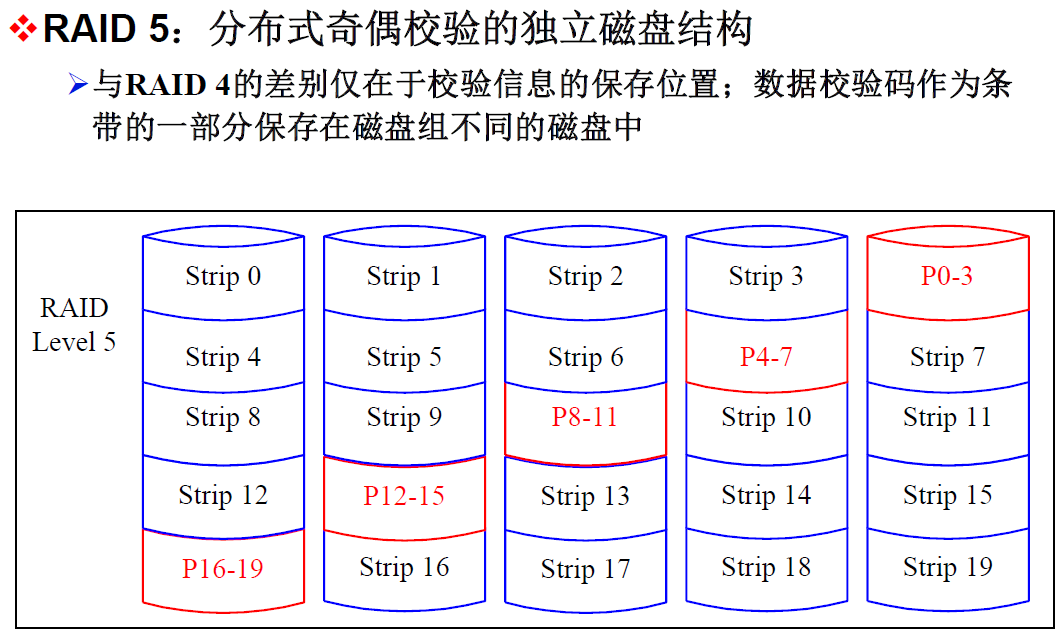 RAID 5：分布式奇偶校验的独立磁盘结构
与RAID 4的差别仅在于校验信息的保存位置；数据校验码作为条
带的一部分保存在磁盘组不同的磁盘中
RAID
Level 5
Strip 0 Strip 1 Strip 2 Strip 3 P0-3
Strip 4 Strip 5 Strip 6 P4-7 Strip 7
Strip 8 Strip 9 P8-11 Strip 10 Strip 11
Strip 12 P12-15 Strip 13 Strip 14 Strip 15
P16-19 Strip 16 Strip 17 Strip 18 Strip 19